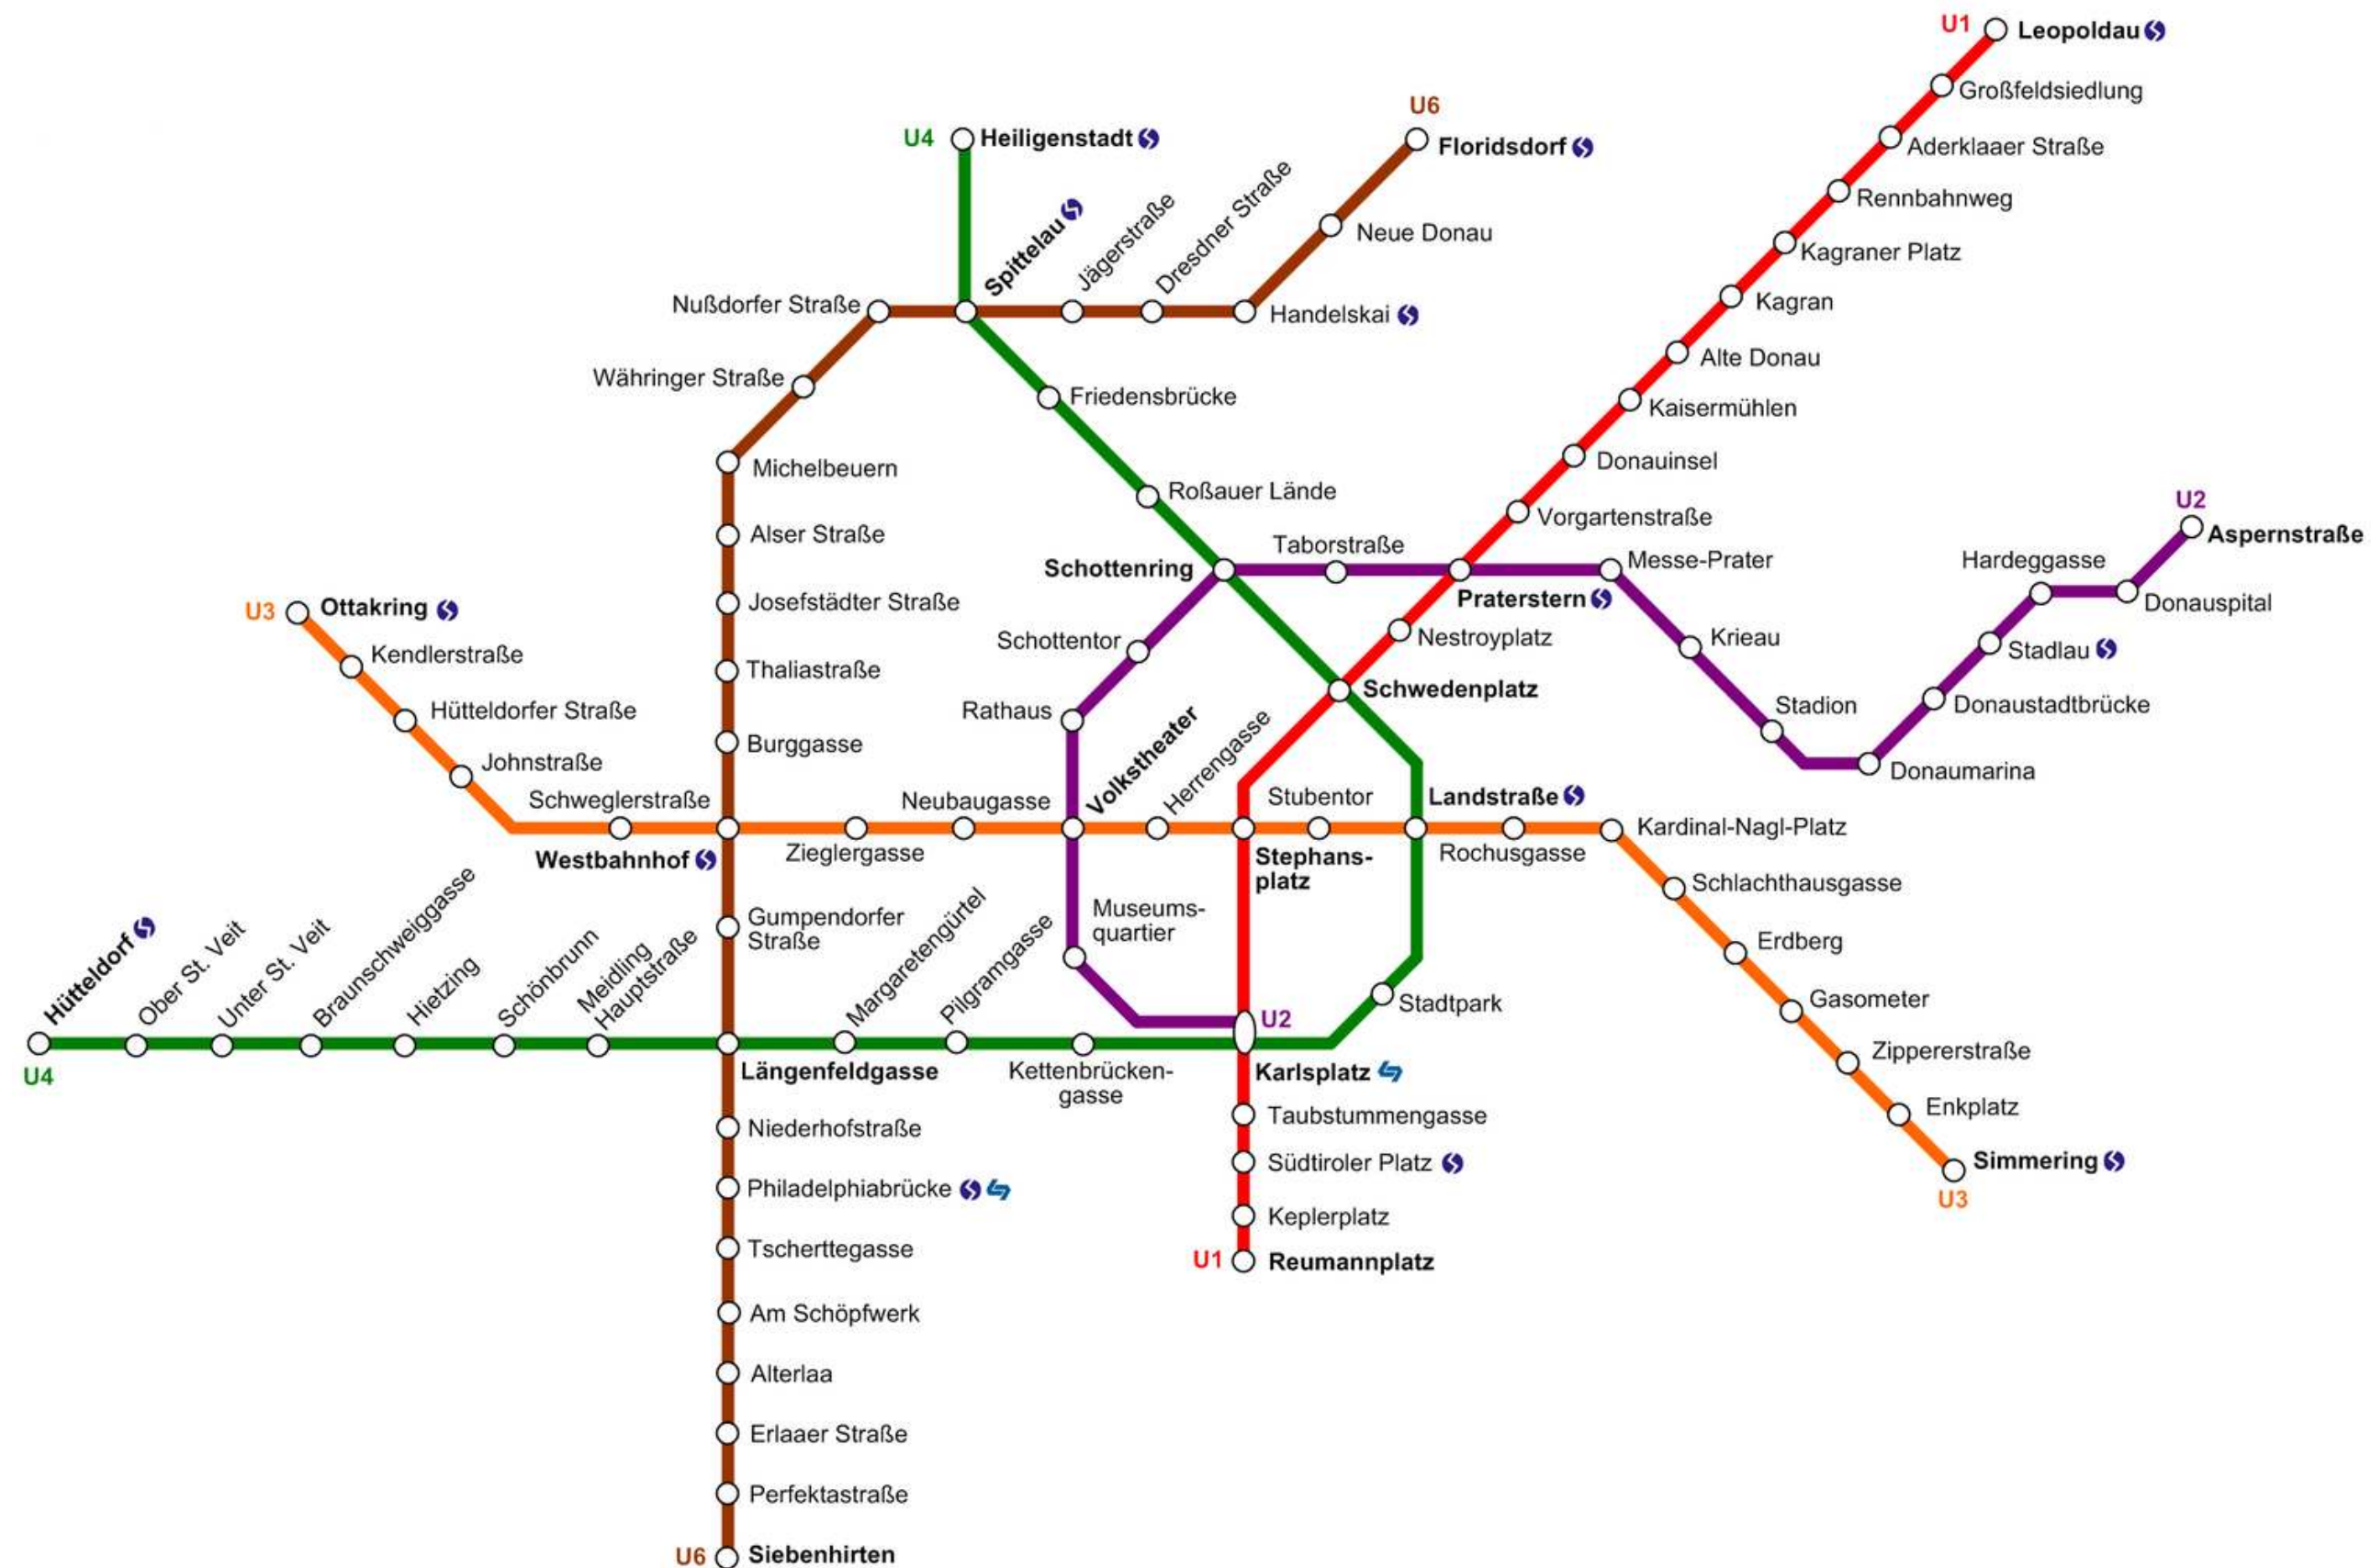 U1
Leopoldau
Großfeldsiedlung
Aderklaaer Straße
Rennbahnweg
Kagraner Platz
Kagran
Alte Donau
Kaisermühlen
Donauinsel
Vorgartenstraße
U4
Heiligenstadt
U6
Floridsdorf
Neue Donau
Handelskai
Dresdner Straße
Jägerstraße
Spittelau
Nußdorfer Straße
Währinger Straße
Michelbeuern
Alser Straße
Josefstädter Straße
Thaliastraße
Burggasse
Friedensbrücke
Roßauer Lände
Schottenring
Taborstraße
Praterstern
Messe-Prater
Krieau
Stadion
Donaumarina
Donaustadtbrücke
Stadlau
Hardeggasse
Donauspital
U2
Aspernstraße
Nestroyplatz
Schwedenplatz
Schottentor
Rathaus
Volkstheater
Herrengasse
U3
Ottakring
Kendlerstraße
Hütteldorfer Straße
Johnstraße
Schweglerstraße
Westbahnhof
Zieglergasse
Neubaugasse
Stubentor
Stephans-
platz
Landstraße
Rochusgasse
Kardinal-Nagl-Platz
Schlachthausgasse
Erdberg
Gasometer
Zippererstraße
Enkplatz
Simmering
U3
Gumpendorfer
Straße
Museums-
quartier
Stadtpark
Hütteldorf
U4
Ober St. Veit
Unter St. Veit
Braunschweiggasse
Hietzing
Schönbrunn
Meidling
Hauptstraße
Längenfeldgasse
Margaretengürtel
Pilgramgasse
Kettenbrücken-
gasse
U2
Karlsplatz
Taubstummengasse
Südtiroler Platz
Keplerplatz
U1
Reumannplatz
Niederhofstraße
Philadelphiabrücke
Tscherttegasse
Am Schöpfwerk
Alterlaa
Erlaaer Straße
Perfektastraße
U6
Siebenhirten